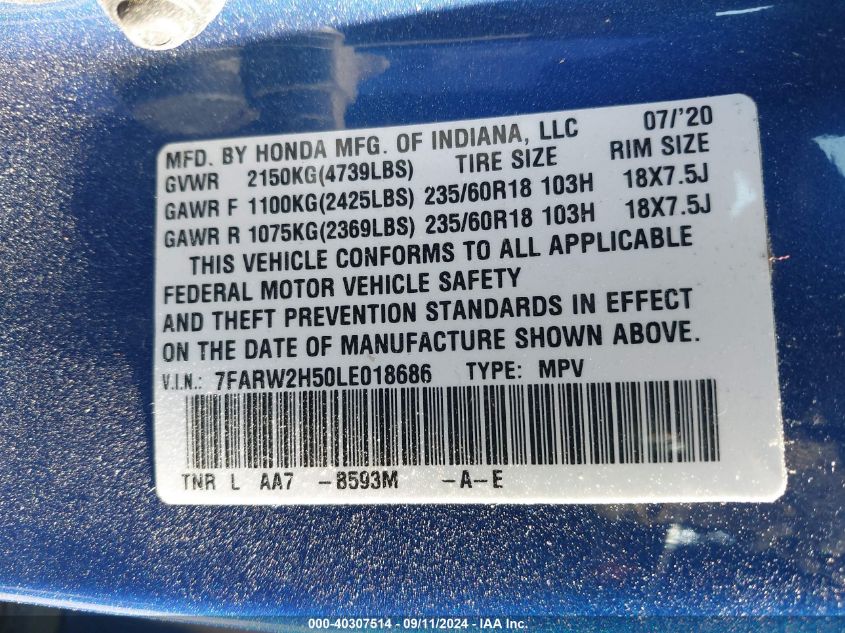 MFD. BY HONDA MFG. OF INDIANA, LLC 07/'20
GVWR 2150KG(4739LBS) TIRE SIZE RIM SIZE
GAWR F 1100KG(2425LBS) 235/60R18 103H 18X7.5J
GAWR R 1075KG(2369LBS) 235/60R18 103H 18X7.5J
THIS VEHICLE CONFORMS TO ALL APPLICABLE
FEDERAL MOTOR VEHICLE SAFETY
AND THEFT PREVENTION STANDARDS IN EFFECT
ON THE DATE OF MANUFACTURE SHOWN ABOVE.
V.I.N.: 7FARW2H50LE018686 TYPE: MPV
TNR L AA7 -8593M -A-E
000-40307514 - 09/11/2024 - IAA Inc.